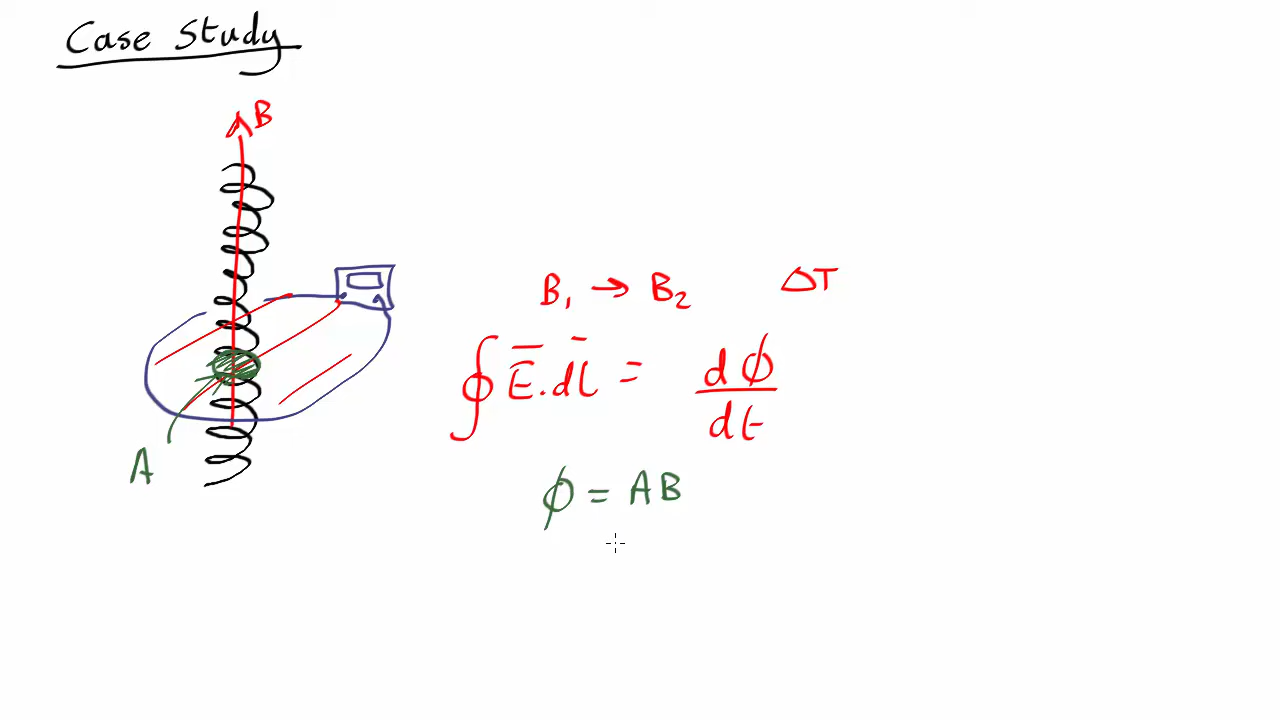 Case Study
B
B₁ → B₂ ΔT
∮ E̅ . dl̅ = dϕ/dt
A
ϕ = AB